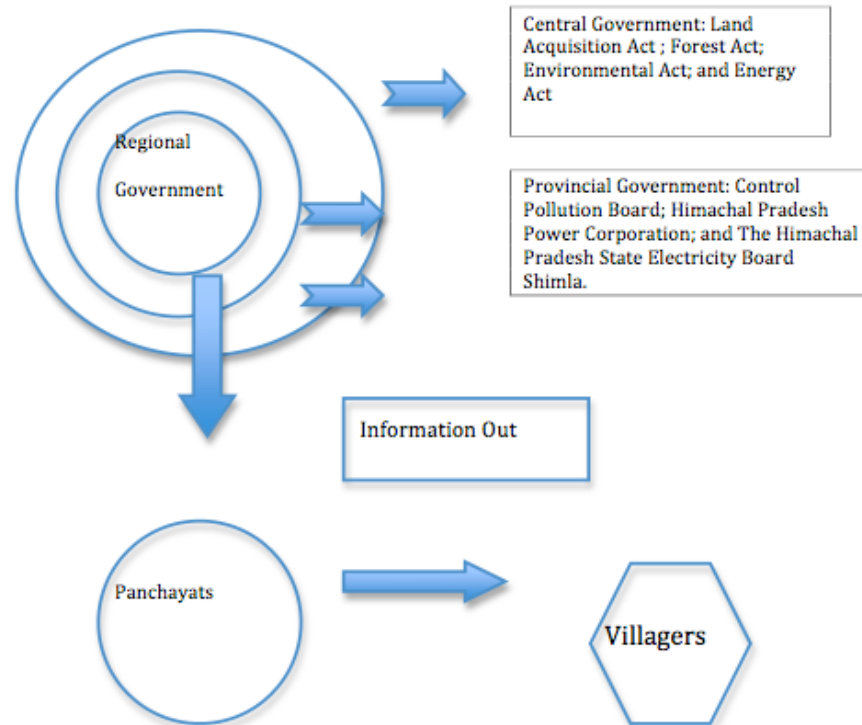 Central Government: Land
Acquisition Act ; Forest Act;
Environmental Act; and Energy
Act
Regional
Government
Provincial Government: Control
Pollution Board; Himachal Pradesh
Power Corporation; and The Himachal
Pradesh State Electricity Board
Shimla.
Information Out
Panchayats
Villagers